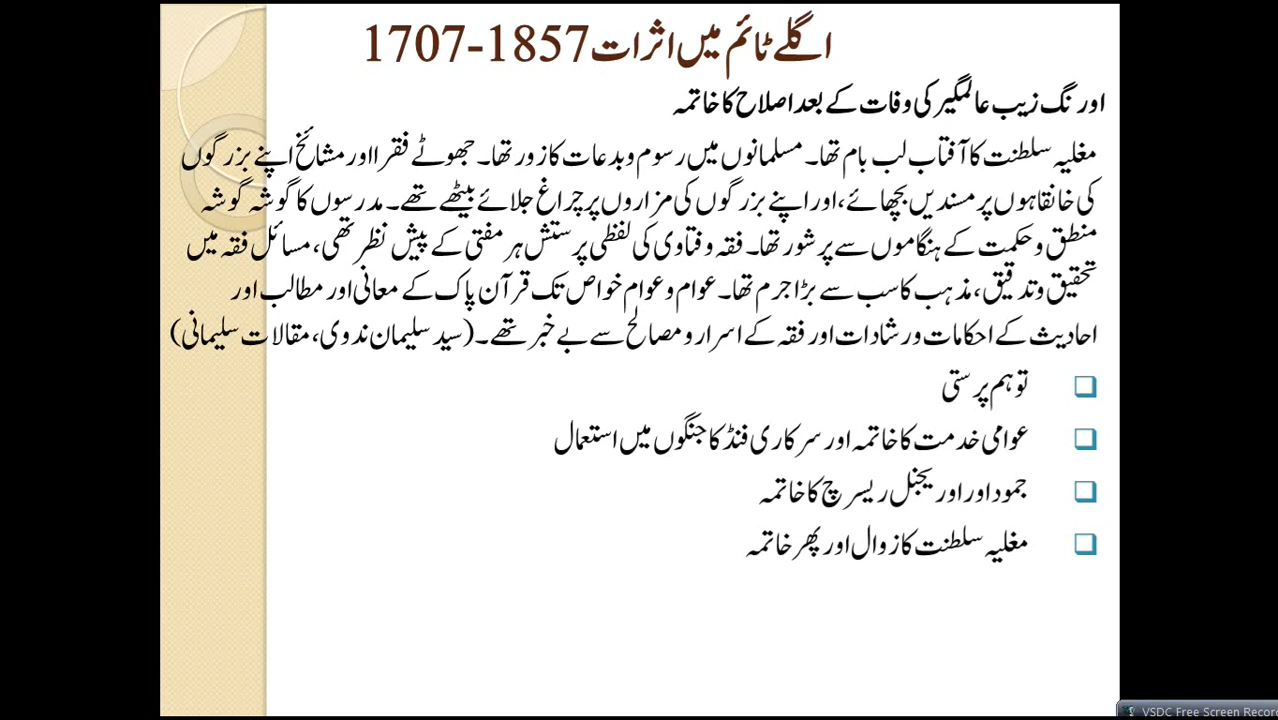 اگلے ٹائم میں اثرات 1857-1707
اورنگ زیب عالمگیر کی وفات کے بعد اصلاح کا خاتمہ
مغلیہ سلطنت کا آفتاب لب بام تھا۔ مسلمانوں میں رسوم و بدعات کا زور تھا۔ جھوٹے فقرا اور مشائخ اپنے بزرگوں
کی خانقاہوں پر مسندیں بچھائے، اور اپنے بزرگوں کی مزاروں پر چراغ جلائے بیٹھے تھے۔ مدرسوں کا گوشہ گوشہ
منطق و حکمت کے ہنگاموں سے پر شور تھا۔ فقہ و فتاوی کی لفظی پرستش ہر مفتی کے پیش نظر تھی، مسائل فقہ میں
تحقیق و تدقیق، مذہب کا سب سے بڑا جرم تھا۔ عوام و عوام خواص تک قرآن پاک کے معانی اور مطالب اور
احادیث کے احکامات ورشادات اور فقہ کے اسرار و مصالح سے بے خبر تھے۔ (سید سلیمان ندوی، مقالات سلیمانی)
❑ توہم پرستی
❑ عوامی خدمت کا خاتمہ اور سرکاری فنڈ کا جنگوں میں استعمال
❑ جمود اور اوریجنل ریسرچ کا خاتمہ
❑ مغلیہ سلطنت کا زوال اور پھر خاتمہ
VSDC Free Screen Recor